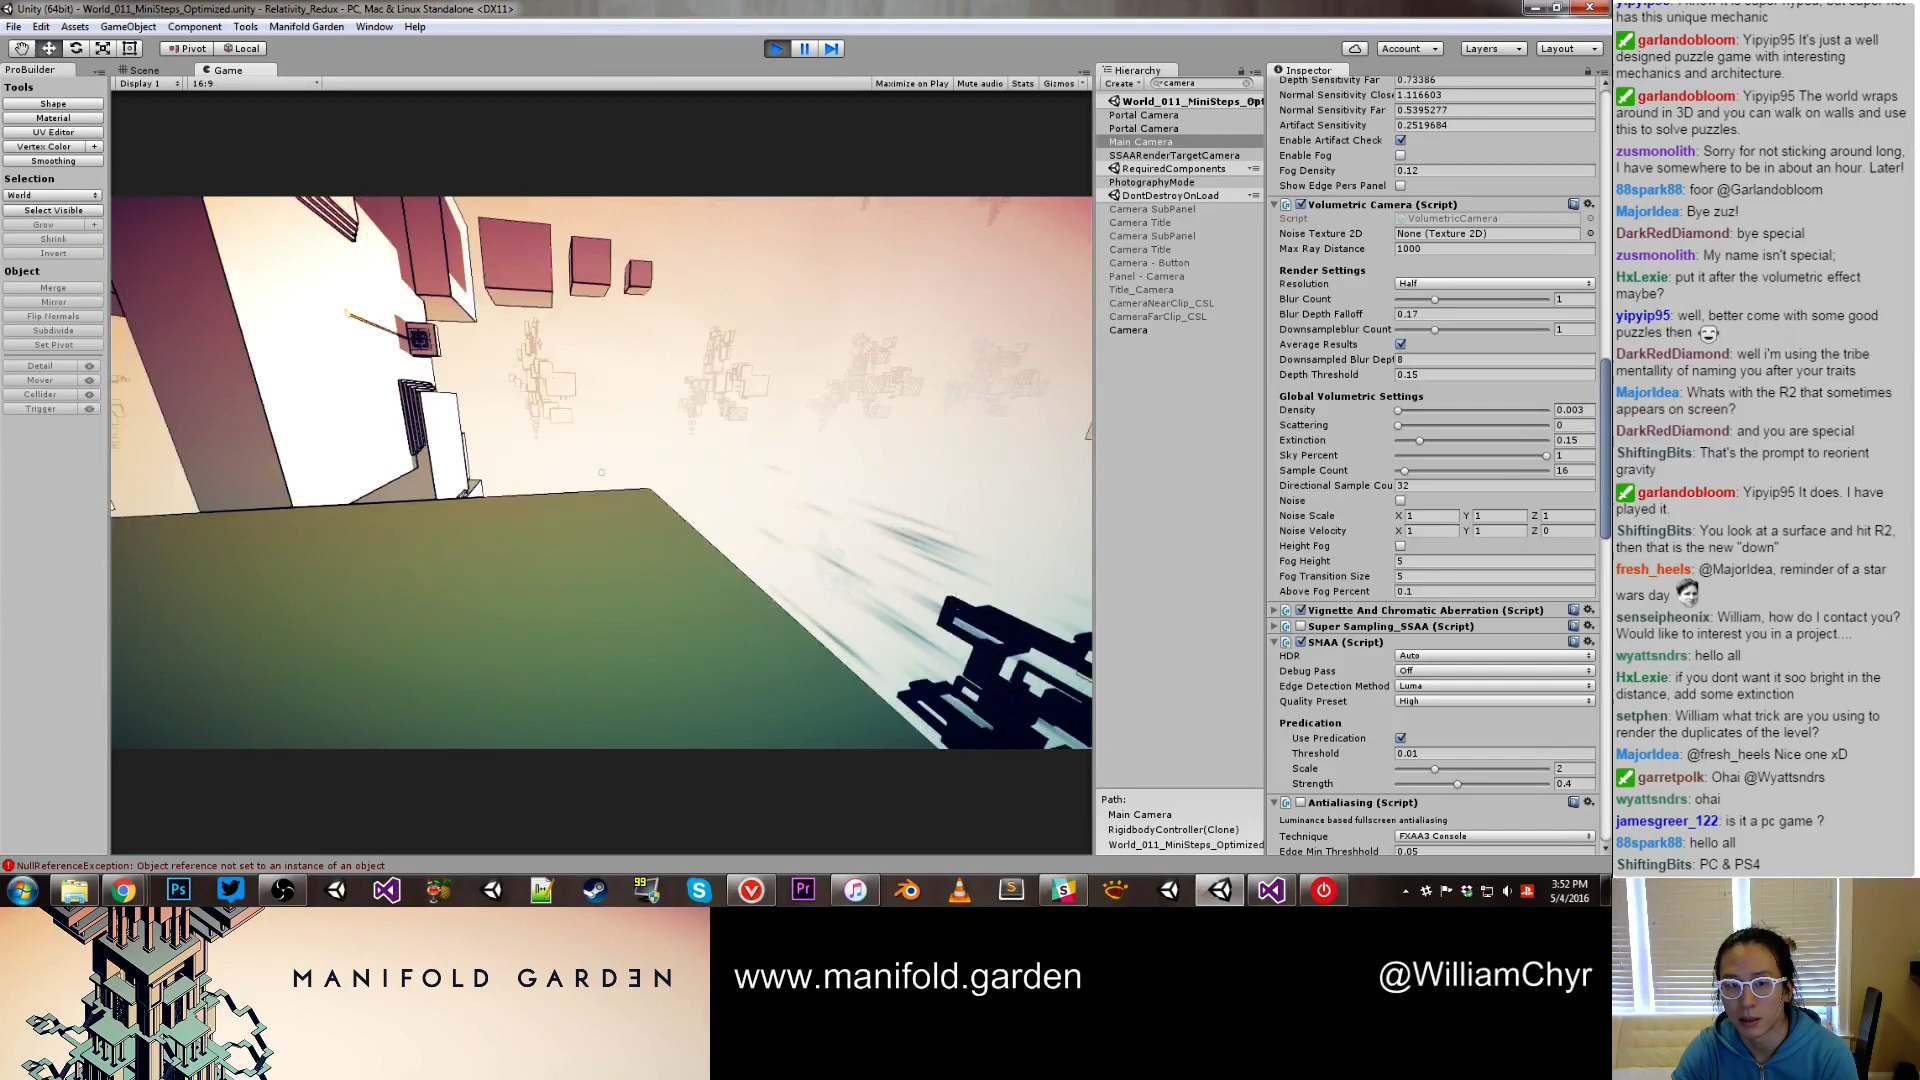 Unity (64bit) - World_011_MiniSteps_Optimized.unity - Relativity_Redux - PC, Mac & Linux Standalone <DX11>
File Edit Assets GameObject Component Tools Manifold Garden Window Help
Pivot Local Account Layers Layout
ProBuilder
Tools
Shape
Material
UV Editor
Vertex Color +
Smoothing
Selection
World
Select Visible
Grow +
Shrink
Invert
Object
Merge
Mirror
Flip Normals
Subdivide
Set Pivot
Detail
Mover
Collider
Trigger
Scene Game
Display 1 16:9 Maximize on Play Mute audio Stats Gizmos
Hierarchy
Create camera
World_011_MiniSteps_Opt
Portal Camera
Portal Camera
Main Camera
SSAARenderTargetCamera
RequiredComponents
PhotographyMode
DontDestroyOnLoad
Camera SubPanel
Camera Title
Camera SubPanel
Camera Title
Camera - Button
Panel - Camera
Title_Camera
CameraNearClip_CSL
CameraFarClip_CSL
Camera
Path:
Main Camera
RigidbodyController(Clone)
World_011_MiniSteps_Optimized
Inspector
Depth Sensitivity Far 0.73386
Normal Sensitivity Close 1.116603
Normal Sensitivity Far 0.5395277
Artifact Sensitivity 0.2519684
Enable Artifact Check
Enable Fog
Fog Density 0.12
Show Edge Pers Panel
Volumetric Camera (Script)
Script VolumetricCamera
Noise Texture 2D None (Texture 2D)
Max Ray Distance 1000
Render Settings
Resolution Half
Blur Count 1
Blur Depth Falloff 0.17
Downsampleblur Count 1
Average Results
Downsampled Blur Dept 8
Depth Threshold 0.15
Global Volumetric Settings
Density 0.003
Scattering 0
Extinction 0.15
Sky Percent 1
Sample Count 16
Directional Sample Cou 32
Noise
Noise Scale X 1 Y 1 Z 1
Noise Velocity X 1 Y 1 Z 0
Height Fog
Fog Height 5
Fog Transition Size 5
Above Fog Percent 0.1
Vignette And Chromatic Aberration (Script)
Super Sampling_SSAA (Script)
SMAA (Script)
HDR Auto
Debug Pass Off
Edge Detection Method Luma
Quality Preset High
Predication
Use Predication
Threshold 0.01
Scale 2
Strength 0.4
Antialiasing (Script)
Luminance based fullscreen antialiasing
Technique FXAA3 Console
Edge Min Threshhold 0.05
NullReferenceException: Object reference not set to an instance of an object
3:52 PM
5/4/2016
has this unique mechanic
garlandobloom: Yipyip95 It's just a well
designed puzzle game with interesting
mechanics and architecture.
garlandobloom: Yipyip95 The world wraps
around in 3D and you can walk on walls and use
this to solve puzzles.
zusmonolith: Sorry for not sticking around long,
I have somewhere to be in about an hour. Later!
88spark88: foor @Garlandobloom
MajorIdea: Bye zuz!
DarkRedDiamond: bye special
zusmonolith: My name isn't special;
HxLexie: put it after the volumetric effect
maybe?
yipyip95: well, better come with some good
puzzles then
DarkRedDiamond: well i'm using the tribe
mentallity of naming you after your traits
MajorIdea: Whats with the R2 that sometimes
appears on screen?
DarkRedDiamond: and you are special
ShiftingBits: That's the prompt to reorient
gravity
garlandobloom: Yipyip95 It does. I have
played it.
ShiftingBits: You look at a surface and hit R2,
then that is the new "down"
fresh_heels: @MajorIdea, reminder of a star
wars day
senseipheonix: William, how do I contact you?
Would like to interest you in a project....
wyattsndrs: hello all
HxLexie: if you dont want it soo bright in the
distance, add some extinction
setphen: William what trick are you using to
render the duplicates of the level?
MajorIdea: @fresh_heels Nice one xD
garretpolk: Ohai @Wyattsndrs
wyattsndrs: ohai
jamesgreer_122: is it a pc game ?
88spark88: hello all
ShiftingBits: PC & PS4
MANIFOLD GARDƎN
www.manifold.garden
@WilliamChyr